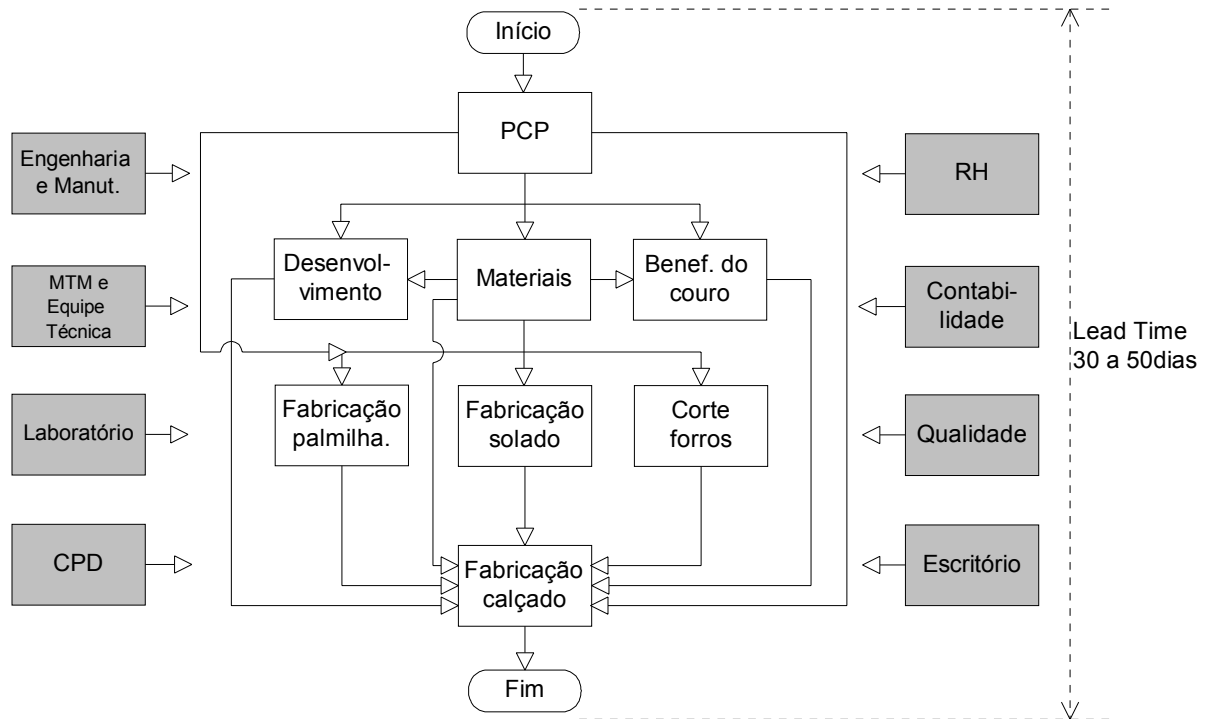 Início
PCP
Engenharia
e Manut.
RH
Desenvol-
vimento
Materiais
Benef. do
couro
MTM e
Equipe
Técnica
Contabi-
lidade
Lead Time
30 a 50dias
Fabricação
palmilha.
Fabricação
solado
Corte
forros
Laboratório
Qualidade
CPD
Fabricação
calçado
Escritório
Fim